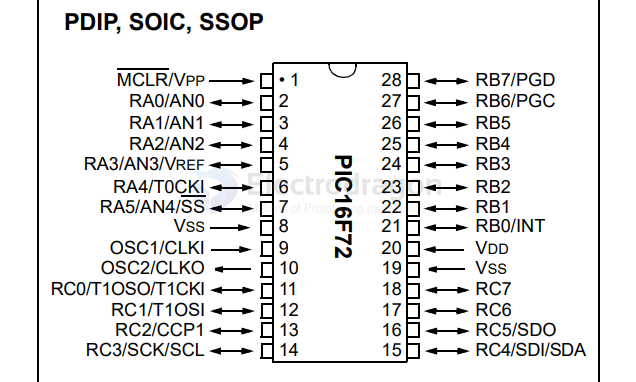 PDIP, SOIC, SSOP
MCLR/VPP 1 28 RB7/PGD
RA0/AN0 2 27 RB6/PGC
RA1/AN1 3 26 RB5
RA2/AN2 4 25 RB4
RA3/AN3/VREF 5 24 RB3
RA4/T0CKI 6 23 RB2
RA5/AN4/SS 7 22 RB1
VSS 8 21 RB0/INT
OSC1/CLKI 9 20 VDD
OSC2/CLKO 10 19 VSS
RC0/T1OSO/T1CKI 11 18 RC7
RC1/T1OSI 12 17 RC6
RC2/CCP1 13 16 RC5/SDO
RC3/SCK/SCL 14 15 RC4/SDI/SDA
PIC16F72
Electrodragon